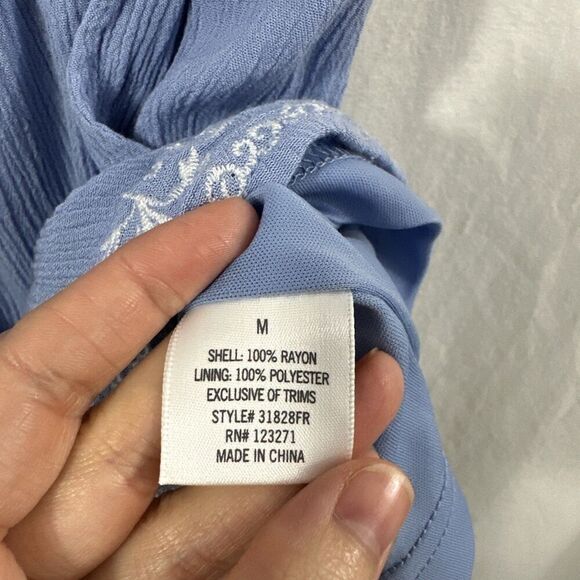 M
SHELL: 100% RAYON
LINING: 100% POLYESTER
EXCLUSIVE OF TRIMS
STYLE# 31828FR
RN# 123271
MADE IN CHINA